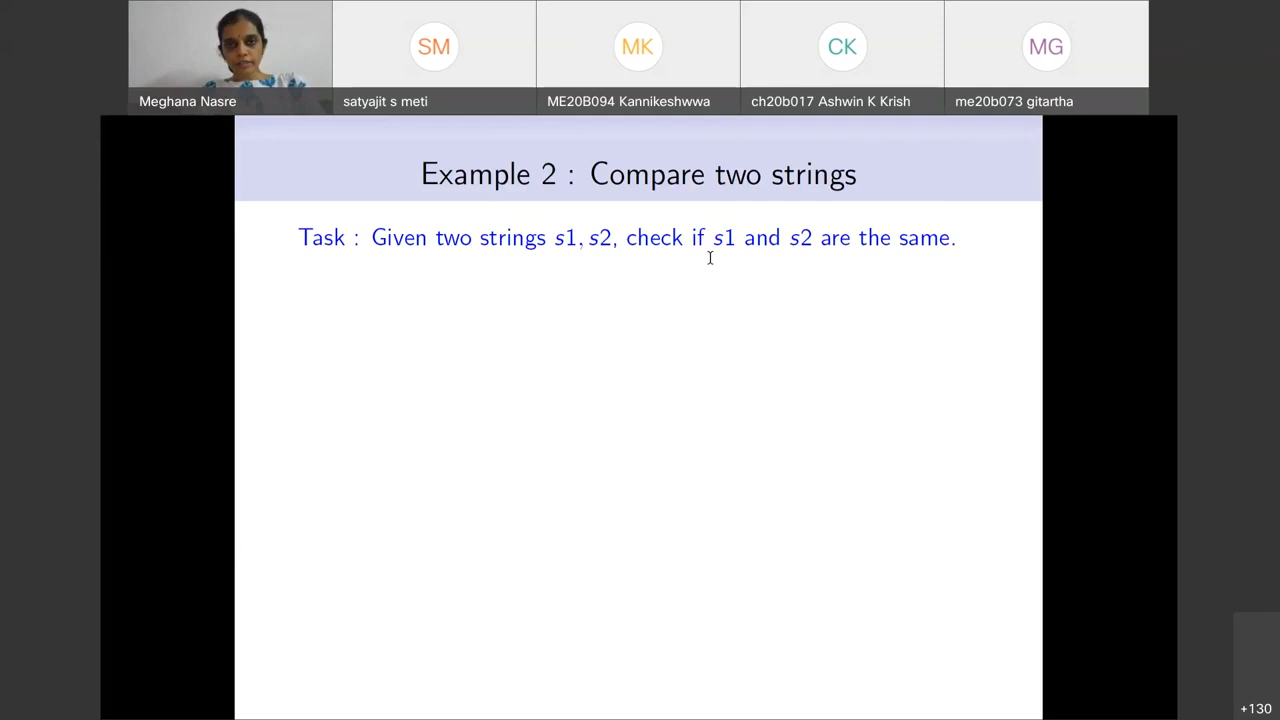 SM
MK
CK
MG
Meghana Nasre
satyajit s meti
ME20B094 Kannikeshwwa
ch20b017 Ashwin K Krish
me20b073 gitartha
Example 2 : Compare two strings
Task : Given two strings s1, s2, check if s1 and s2 are the same.
+130